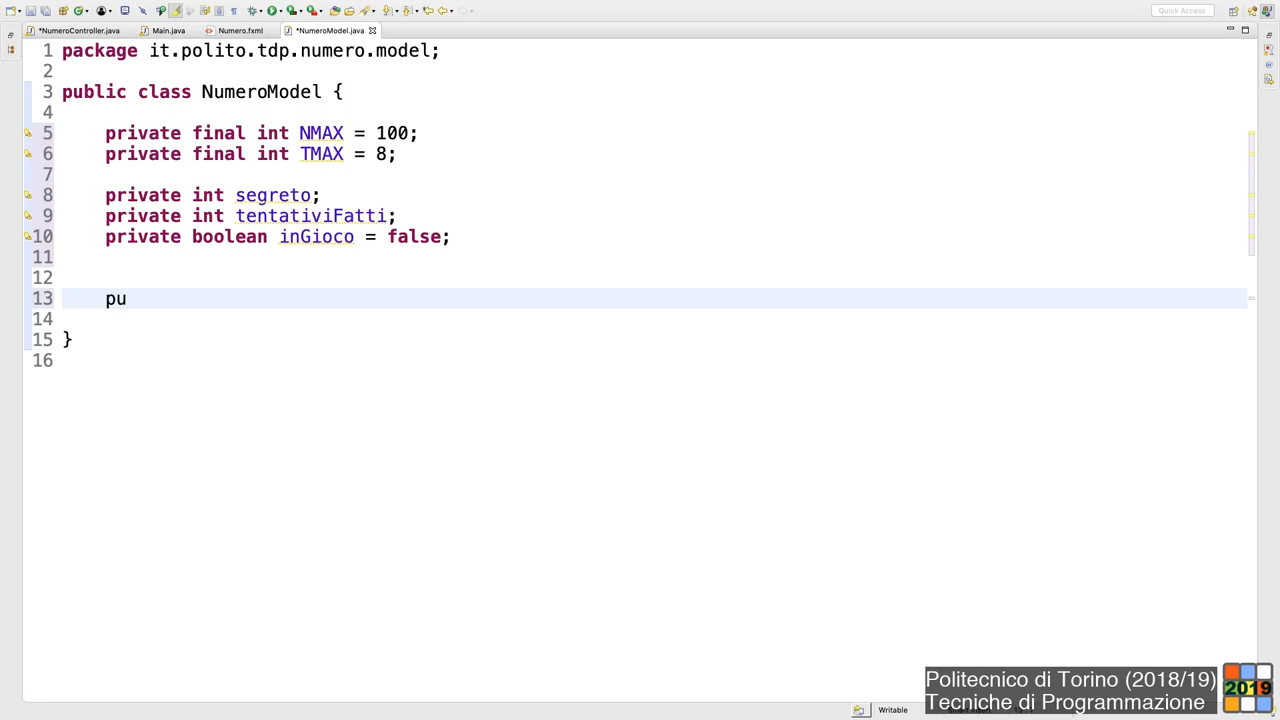 Quick Access
*NumeroController.java Main.java Numero.fxml *NumeroModel.java
1 package it.polito.tdp.numero.model;
2
3 public class NumeroModel {
4
5 private final int NMAX = 100;
6 private final int TMAX = 8;
7
8 private int segreto;
9 private int tentativiFatti;
10 private boolean inGioco = false;
11
12
13 pu
14
15 }
16
Politecnico di Torino (2018/19)
Tecniche di Programmazione
2019
Writable